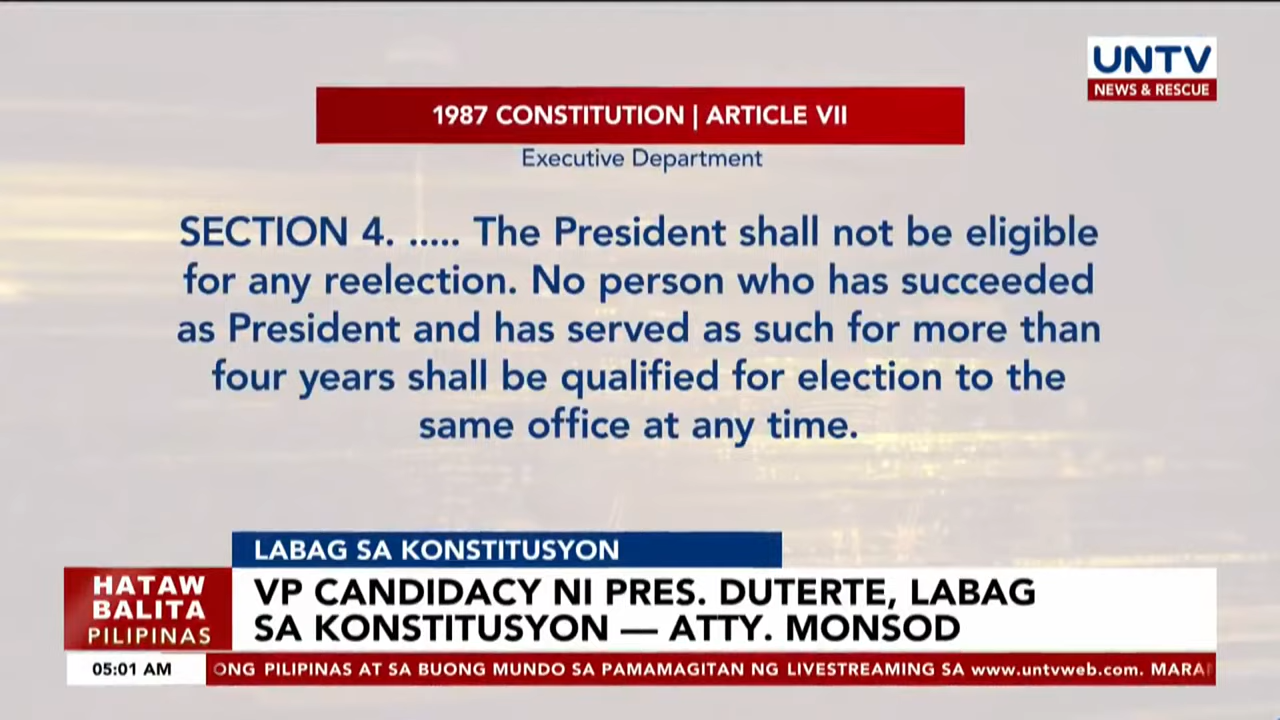 UNTV
NEWS & RESCUE
1987 CONSTITUTION | ARTICLE VII
Executive Department
SECTION 4. ..... The President shall not be eligible
for any reelection. No person who has succeeded
as President and has served as such for more than
four years shall be qualified for election to the
same office at any time.
LABAG SA KONSTITUSYON
HATAW
BALITA
PILIPINAS
VP CANDIDACY NI PRES. DUTERTE, LABAG
SA KONSTITUSYON — ATTY. MONSOD
05:01 AM
ONG PILIPINAS AT SA BUONG MUNDO SA PAMAMAGITAN NG LIVESTREAMING SA www.untvweb.com. MARA